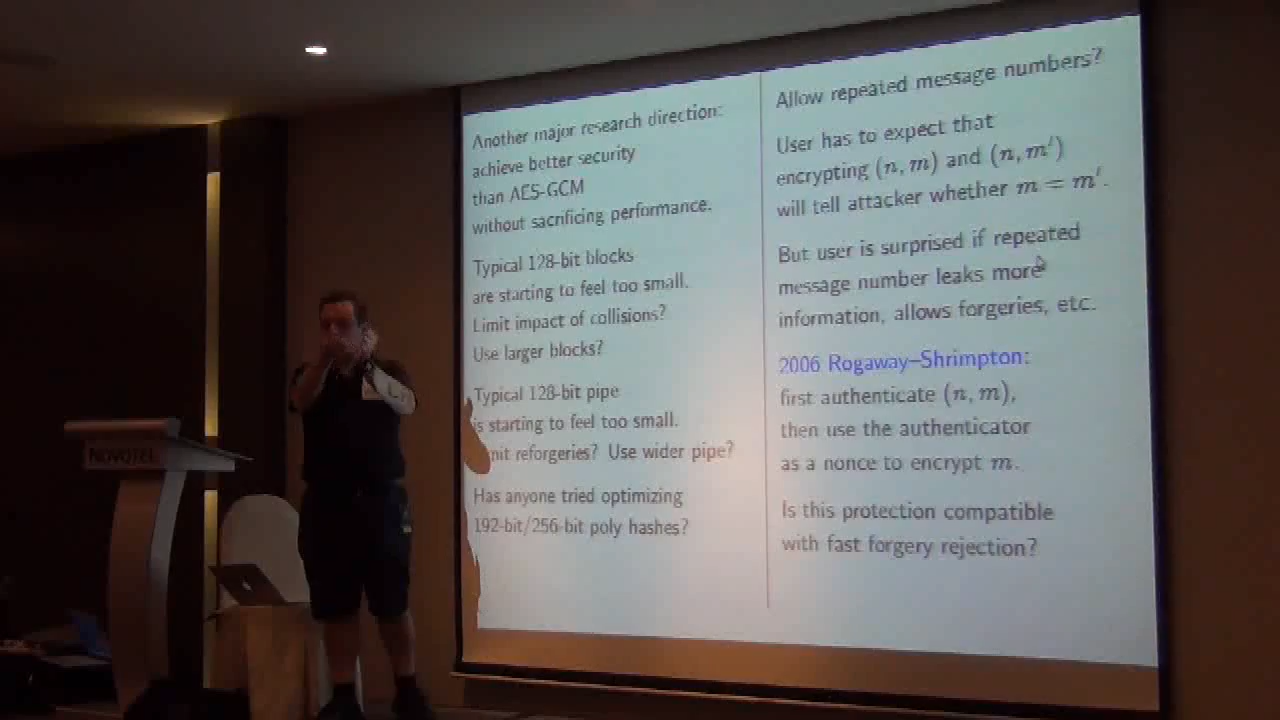 Another major research direction:
achieve better security
than AES-GCM
without sacrificing performance.
Typical 128-bit blocks
are starting to feel too small.
Limit impact of collisions?
Use larger blocks?
Typical 128-bit pipe
is starting to feel too small.
reforgeries? Use wider pipe?
Has anyone tried optimizing
192-bit/256-bit poly hashes?
Allow repeated message numbers?
User has to expect that
encrypting (n, m) and (n, m′)
will tell attacker whether m = m′.
But user is surprised if repeated
message number leaks more
information, allows forgeries, etc.
2006 Rogaway–Shrimpton:
first authenticate (n, m),
then use the authenticator
as a nonce to encrypt m.
Is this protection compatible
with fast forgery rejection?
NOVOTEL